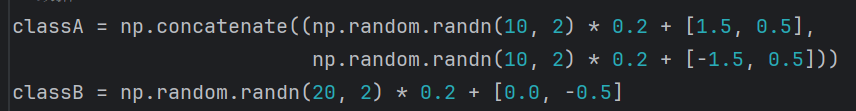 classA = np.concatenate((np.random.randn(10, 2) * 0.2 + [1.5, 0.5],
                         np.random.randn(10, 2) * 0.2 + [-1.5, 0.5]))
classB = np.random.randn(20, 2) * 0.2 + [0.0, -0.5]